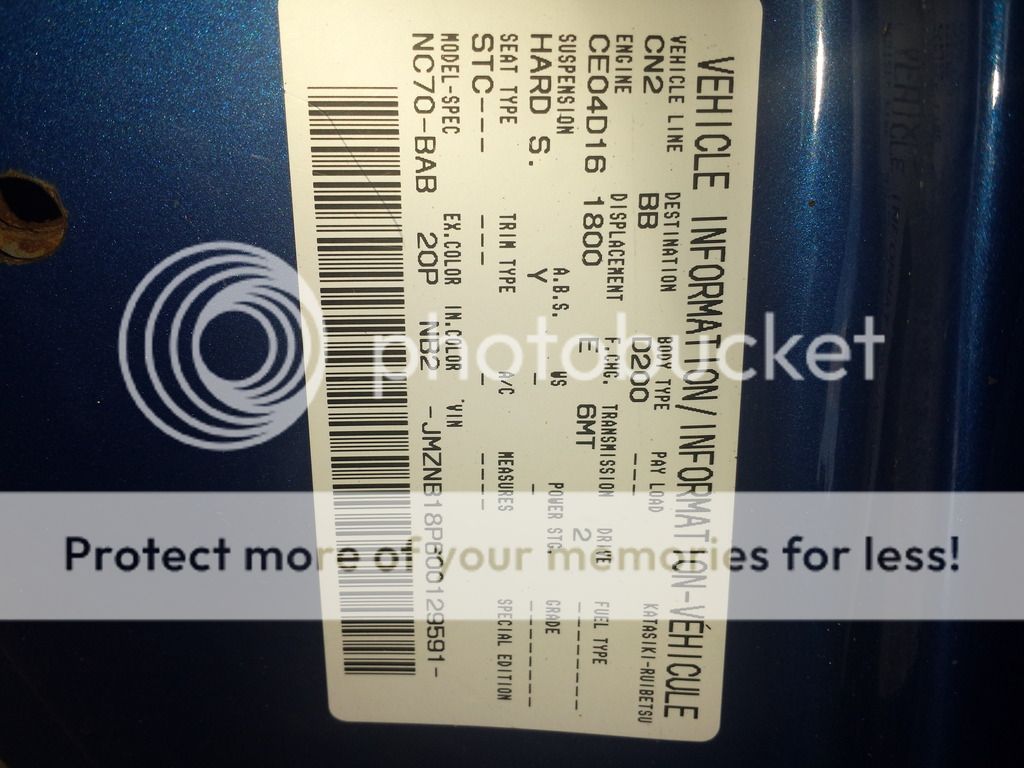 VEHICLE INFORMATION/INFORMATION-VÉHICULE
VEHICLE LINE DESTINATION BODY TYPE PAY LOAD KATASIKI-RUIBETSU
CN2 BB D200 ---
ENGINE DISPLACEMENT F.CHG. TRANSMISSION DRIVE FUEL TYPE
CE04D16 1800 E 6MT 2 -------
SUSPENSION A.B.S. WS POWER STG. GRADE
HARD S. Y - - -------
SEAT TYPE TRIM TYPE A/C MEASURES SPECIAL EDITION
STC--- --- - ----
MODEL-SPEC EX.COLOR IN.COLOR VIN
NC70-BAB 20P NB2 -JMZNB18P600129591-
photobucket
Protect more of your memories for less!